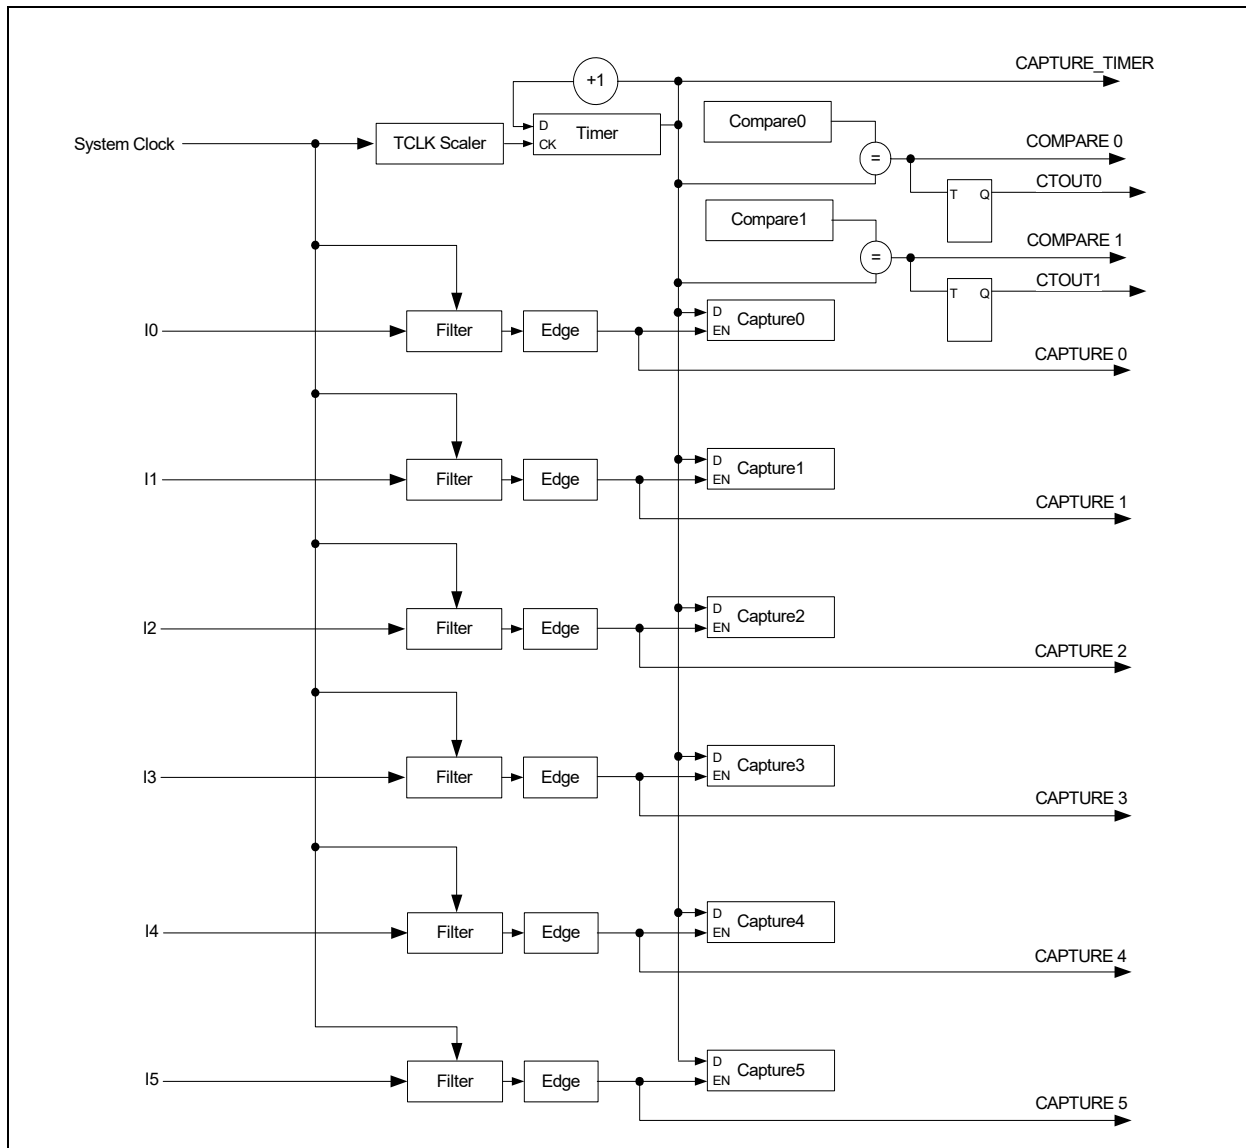 CAPTURE_TIMER
+1
D
CK
Timer
Compare0
System Clock
TCLK Scaler
=
COMPARE 0
T
Q
CTOUT0
Compare1
=
COMPARE 1
T
Q
CTOUT1
I0
Filter
Edge
D
EN
Capture0
CAPTURE 0
I1
Filter
Edge
D
EN
Capture1
CAPTURE 1
I2
Filter
Edge
D
EN
Capture2
CAPTURE 2
I3
Filter
Edge
D
EN
Capture3
CAPTURE 3
I4
Filter
Edge
D
EN
Capture4
CAPTURE 4
I5
Filter
Edge
D
EN
Capture5
CAPTURE 5